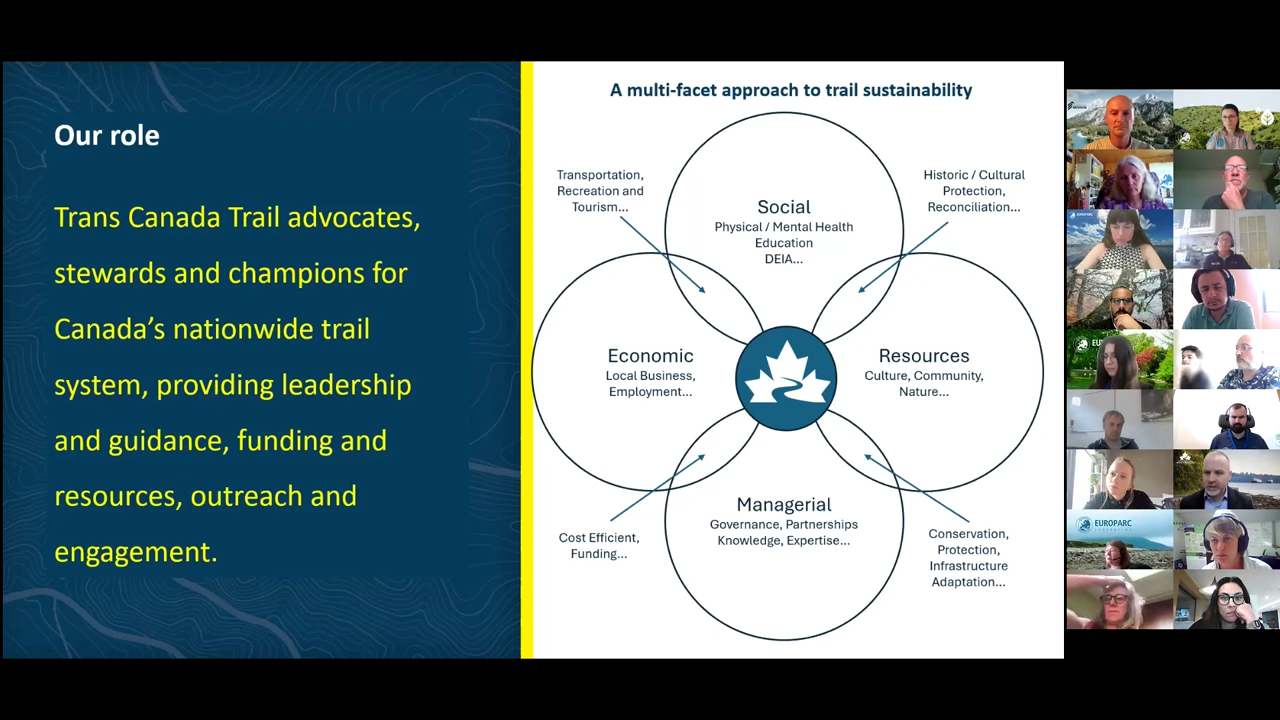 Our role
Trans Canada Trail advocates,
stewards and champions for
Canada's nationwide trail
system, providing leadership
and guidance, funding and
resources, outreach and
engagement.
A multi-facet approach to trail sustainability
Transportation,
Recreation and
Tourism...
Historic / Cultural
Protection,
Reconciliation...
Social
Physical / Mental Health
Education
DEIA...
Economic
Local Business,
Employment...
Resources
Culture, Community,
Nature...
Managerial
Governance, Partnerships
Knowledge, Expertise...
Cost Efficient,
Funding...
Conservation,
Protection,
Infrastructure
Adaptation...
EUROPARC
EUROPARC
FEDERATION